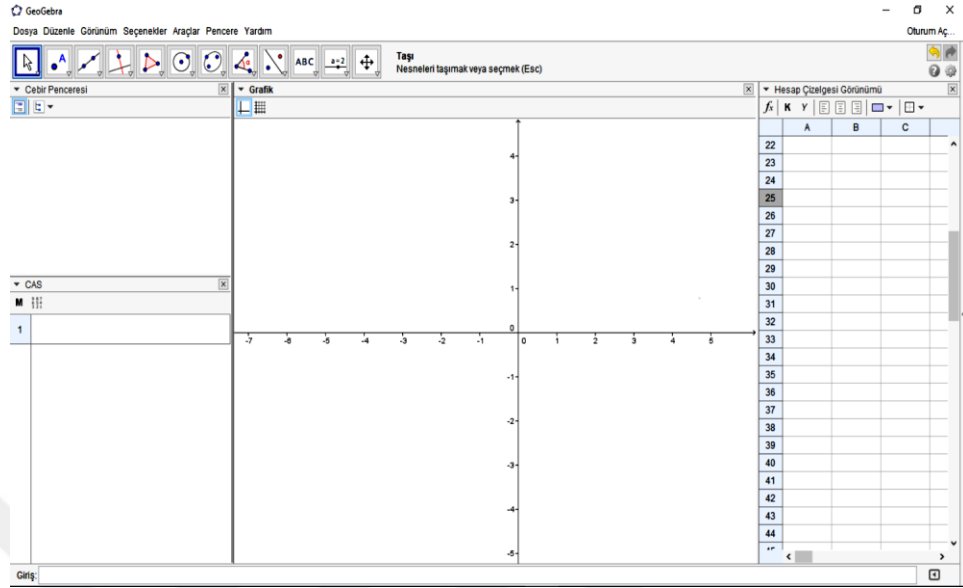 GeoGebra
Dosya Düzenle Görünüm Seçenekler Araçlar Pencere Yardım
Oturum Aç...
A
ABC
a=2
Taşı
Nesneleri taşımak veya seçmek (Esc)
Cebir Penceresi
Grafik
Hesap Çizelgesi Görünümü
fx K Y
A B C
22
23
24
25
26
27
28
29
30
31
32
33
34
35
36
37
38
39
40
41
42
43
44
CAS
M
1
4
3
2
1
0
-7 -6 -5 -4 -3 -2 -1 0 1 2 3 4 5
-1
-2
-3
-4
-5
Giriş: